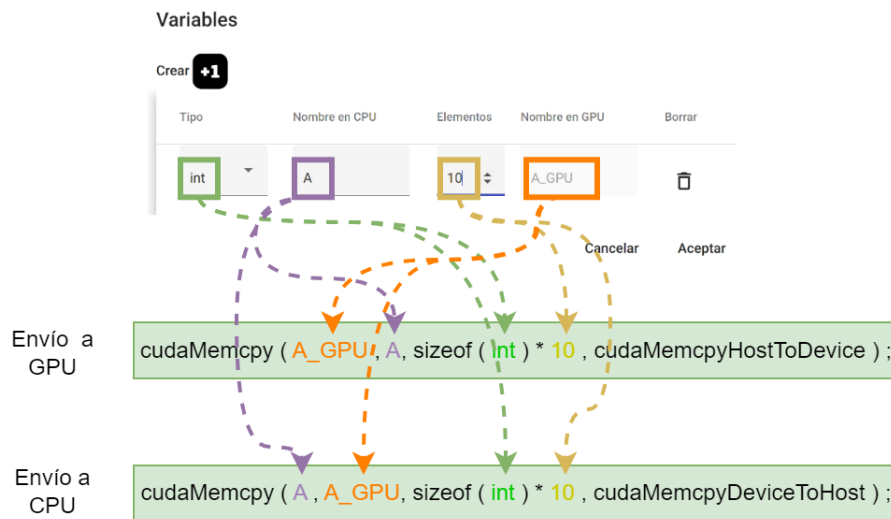 Variables
Crear +1
Tipo Nombre en CPU Elementos Nombre en GPU Borrar
int A 10 A_GPU
Cancelar Aceptar
Envío a
GPU
cudaMemcpy ( A_GPU, A, sizeof ( int ) * 10 , cudaMemcpyHostToDevice ) ;
Envío a
CPU
cudaMemcpy ( A , A_GPU, sizeof ( int ) * 10 , cudaMemcpyDeviceToHost ) ;